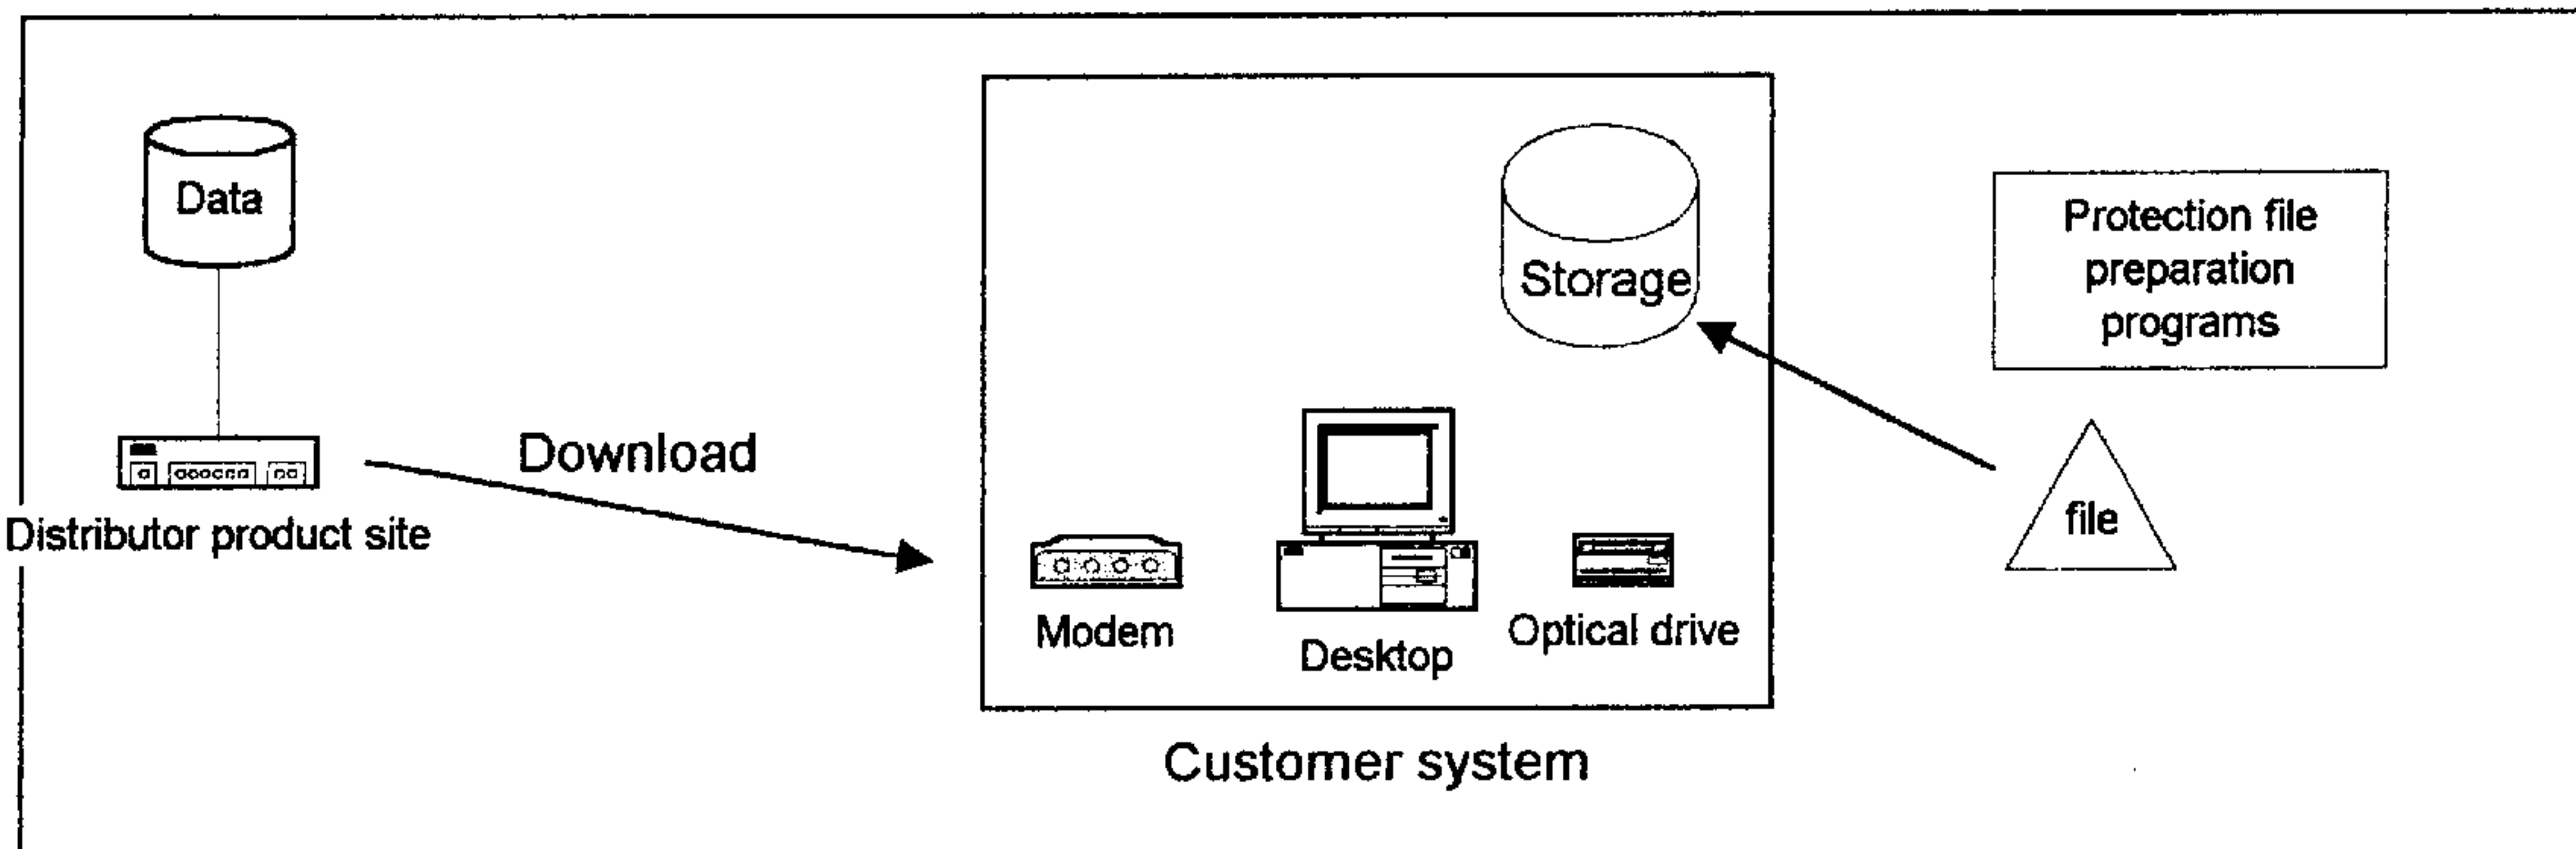 Data
Distributor product site
Download
Storage
Modem
Desktop
Optical drive
Customer system
Protection file
preparation
programs
file